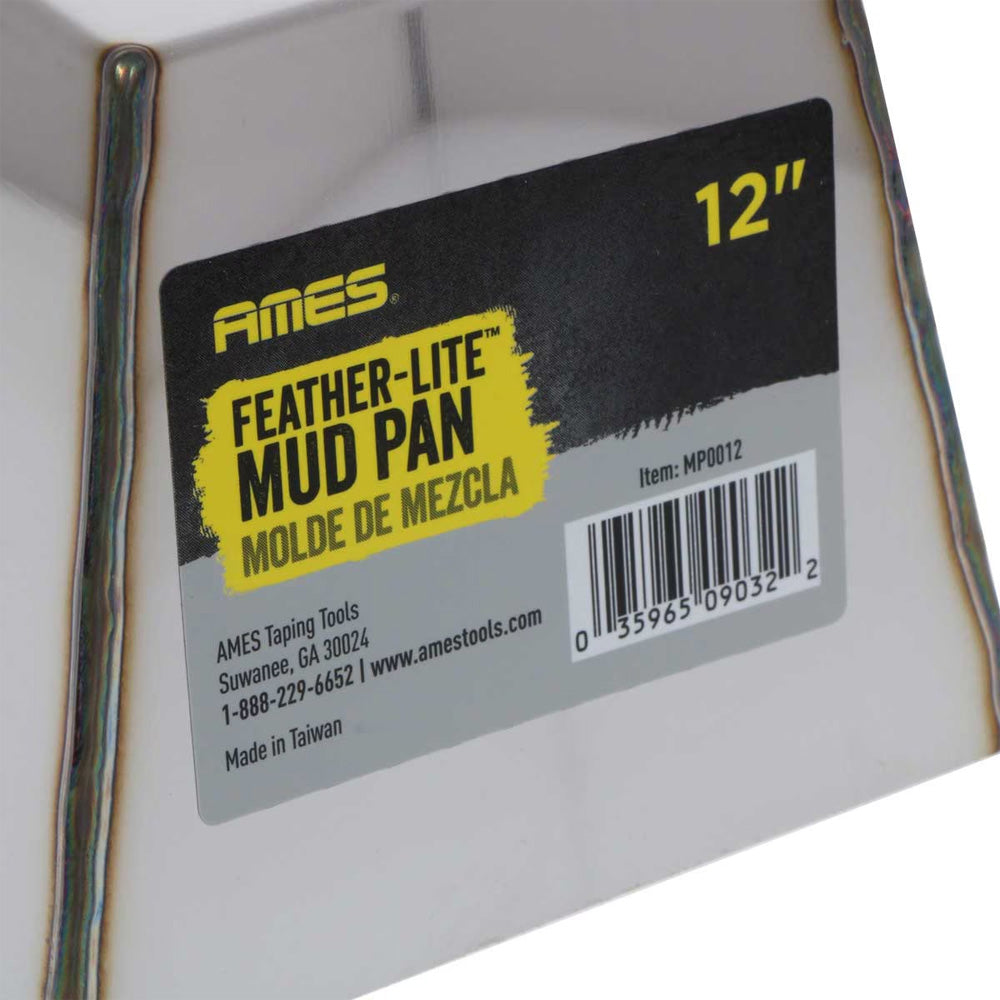 12"
AMES®
FEATHER-LITE™
MUD PAN
MOLDE DE MEZCLA
Item: MP0012
0 35965 09032 2
AMES Taping Tools
Suwanee, GA 30024
1-888-229-6652 | www.amestools.com
Made in Taiwan